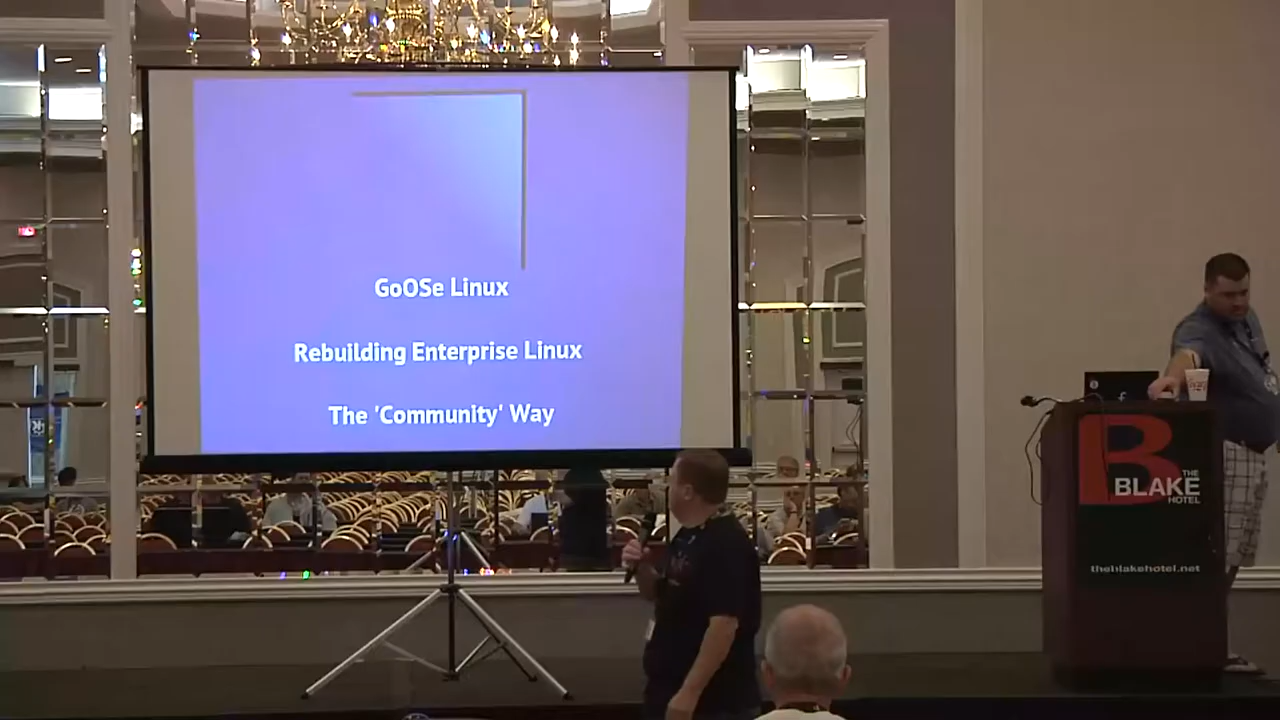 GoOSe Linux
Rebuilding Enterprise Linux
The 'Community' Way
B
THE
BLAKE
HOTEL
theblakehotel.net